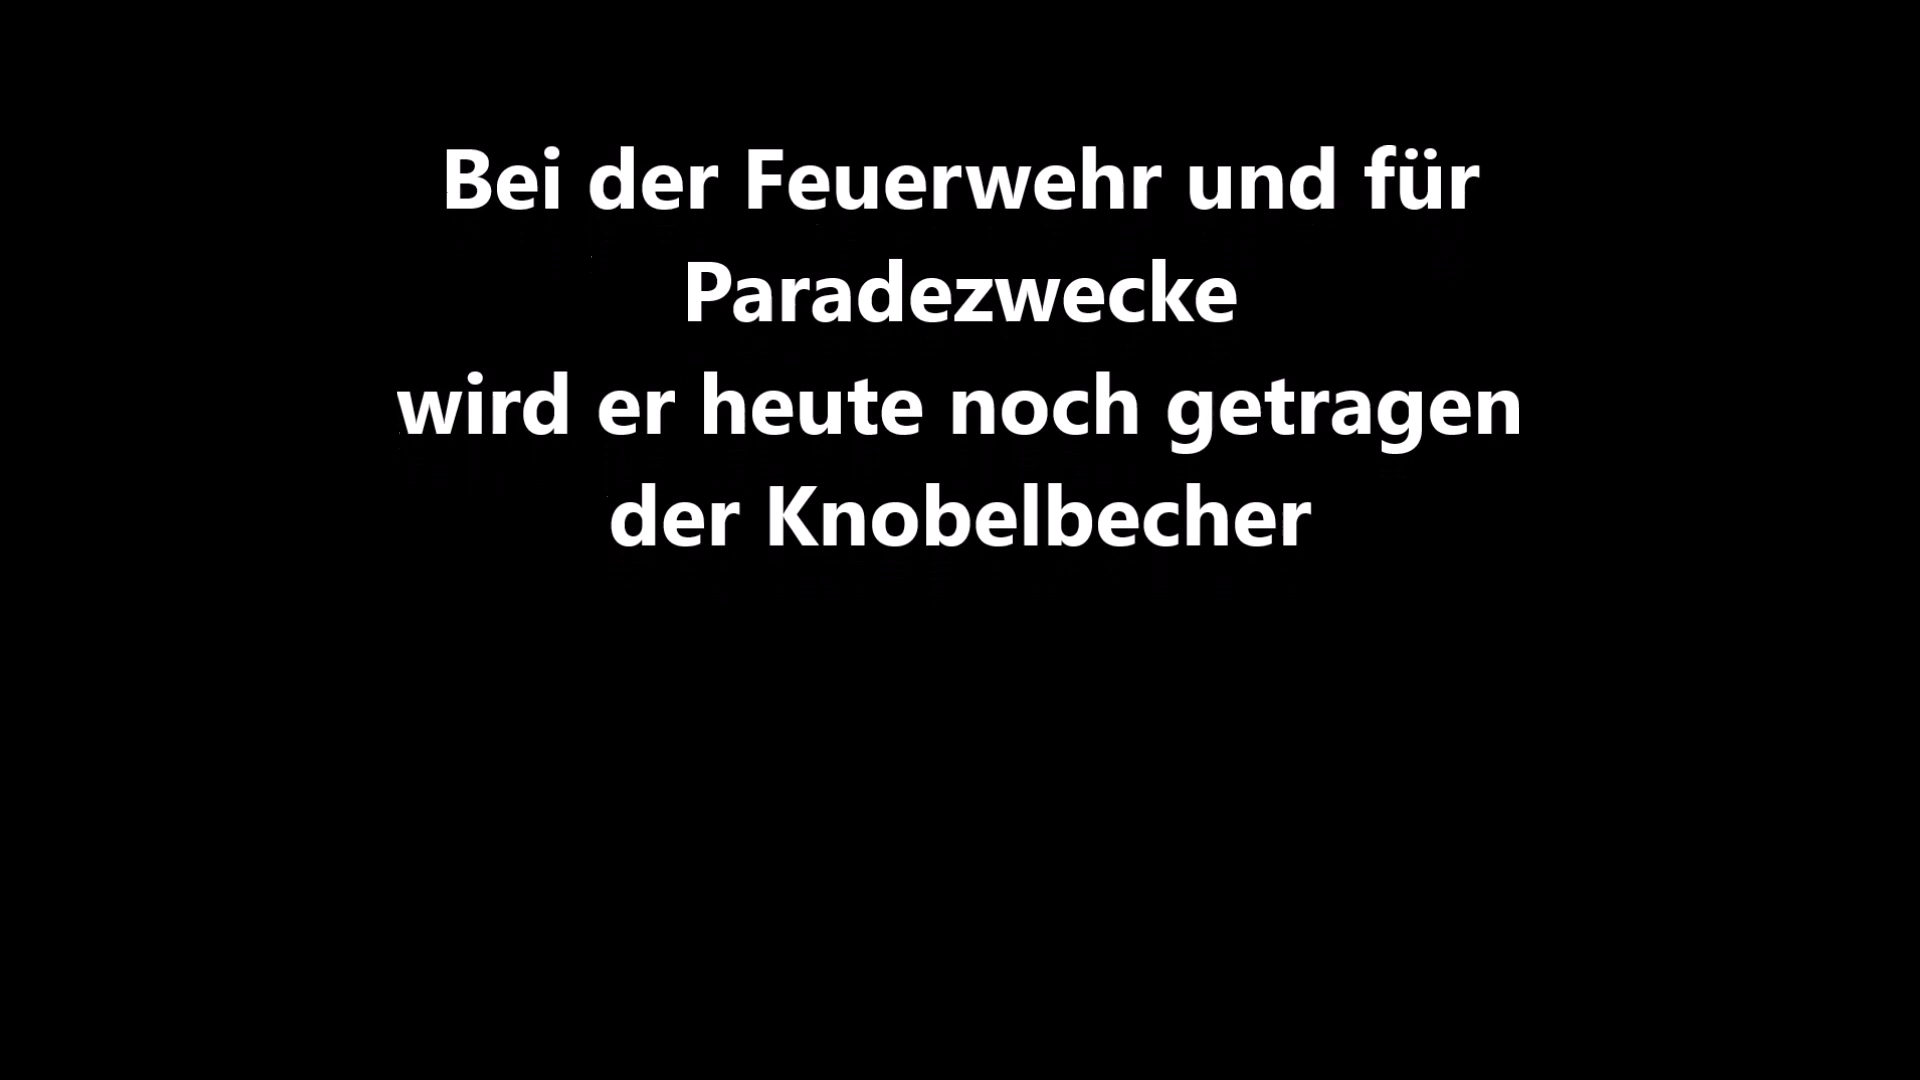 Bei der Feuerwehr und für
Paradezwecke
wird er heute noch getragen
der Knobelbecher